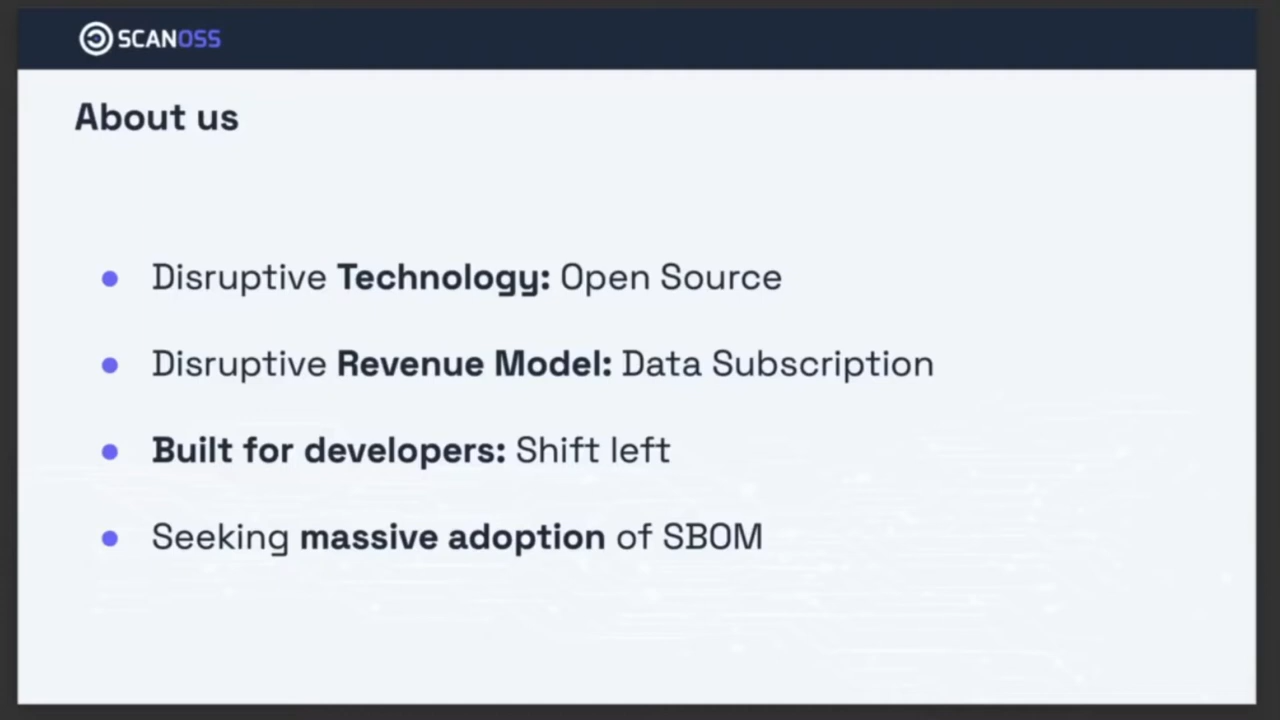 SCANOSS
About us
Disruptive Technology: Open Source
Disruptive Revenue Model: Data Subscription
Built for developers: Shift left
Seeking massive adoption of SBOM